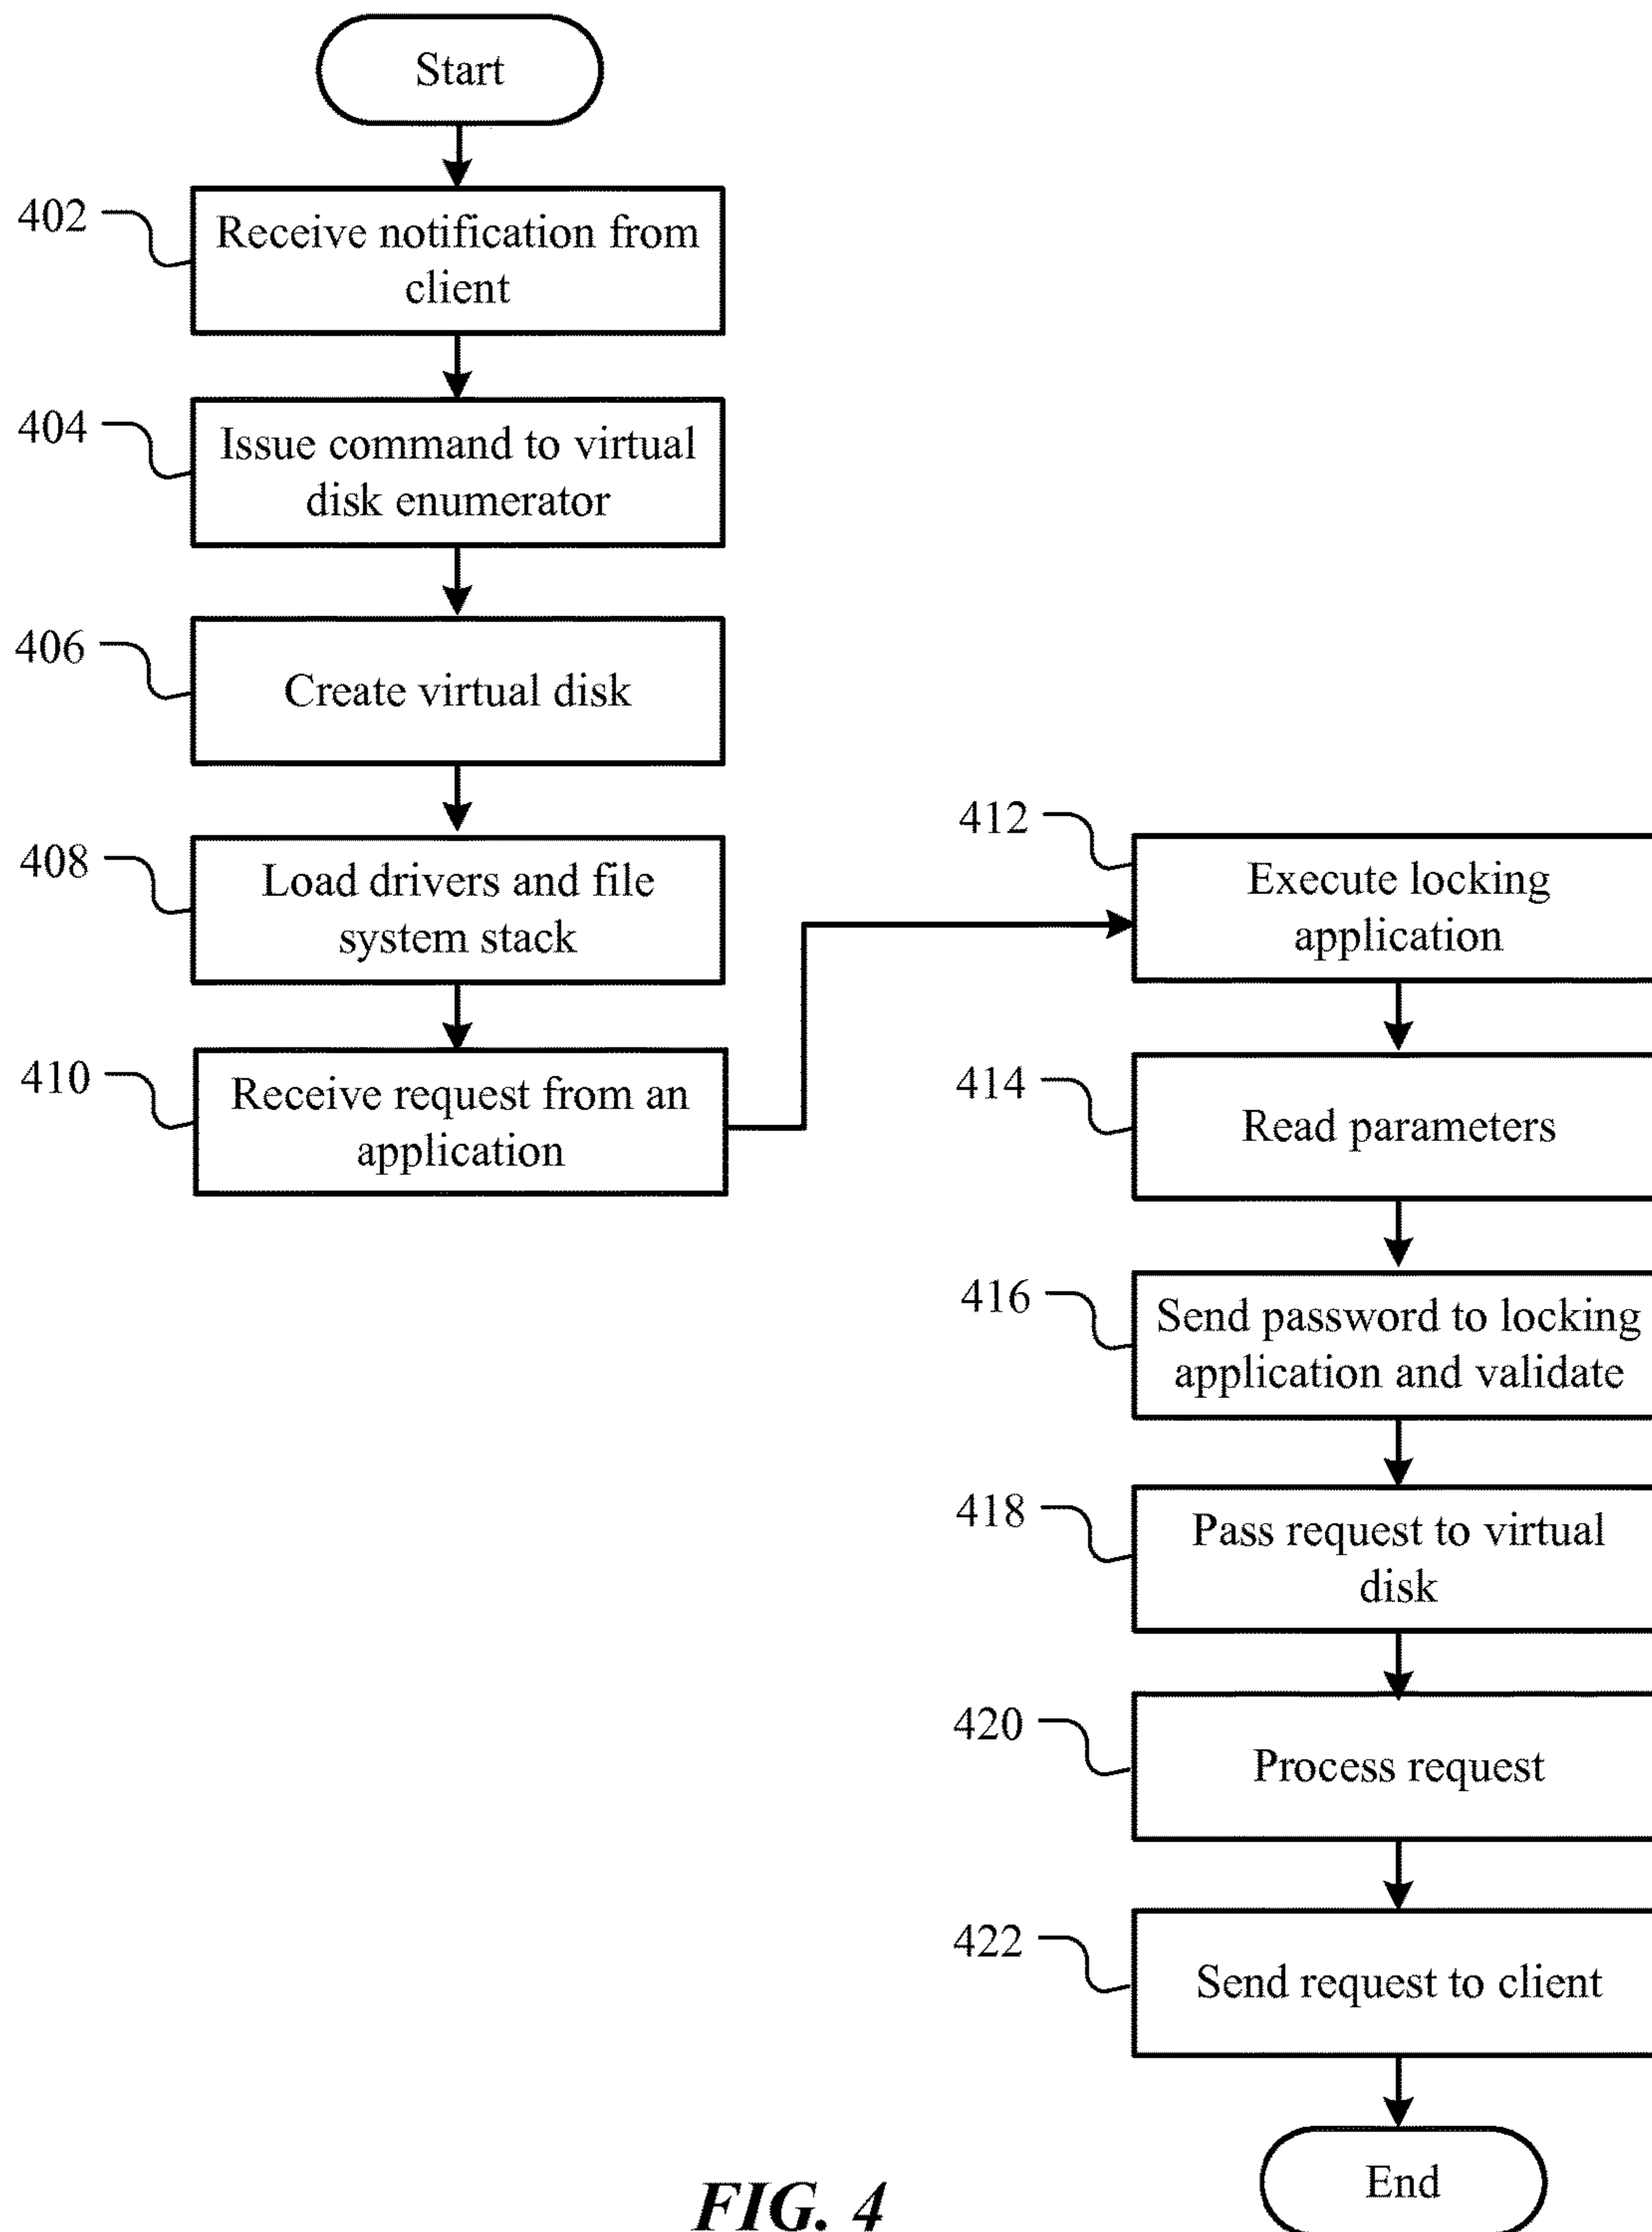 Start
402
Receive notification from
client
404
Issue command to virtual
disk enumerator
406
Create virtual disk
408
Load drivers and file
system stack
410
Receive request from an
application
412
Execute locking
application
414
Read parameters
416
Send password to locking
application and validate
418
Pass request to virtual
disk
420
Process request
422
Send request to client
End
FIG. 4